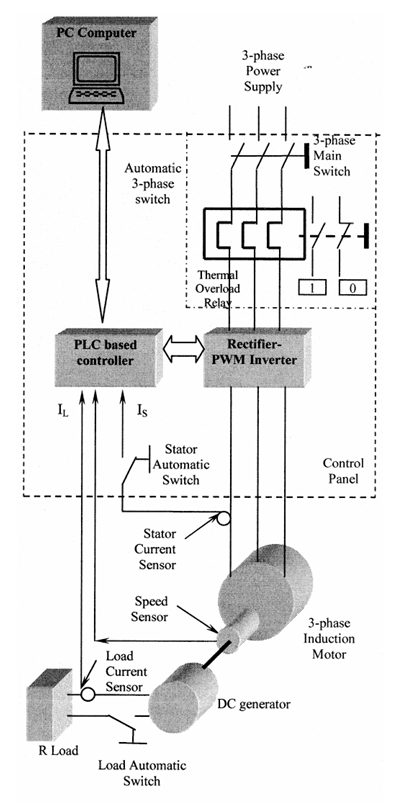 PC Computer
3-phase
Power
Supply
3-phase
Main
Switch
Automatic
3-phase
switch
Thermal
Overload
Relay
1
0
PLC based
controller
Rectifier-
PWM Inverter
IL
IS
Stator
Automatic
Switch
Control
Panel
Stator
Current
Sensor
Speed
Sensor
3-phase
Induction
Motor
Load
Current
Sensor
DC generator
R Load
Load Automatic
Switch